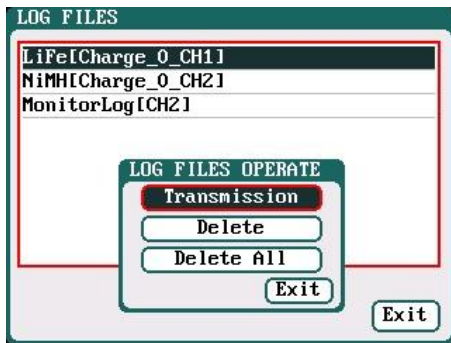 LOG FILES
LiFe[Charge_0_CH1]
NiMH[Charge_0_CH2]
MonitorLog[CH2]
LOG FILES OPERATE
Transmission
Delete
Delete All
Exit
Exit